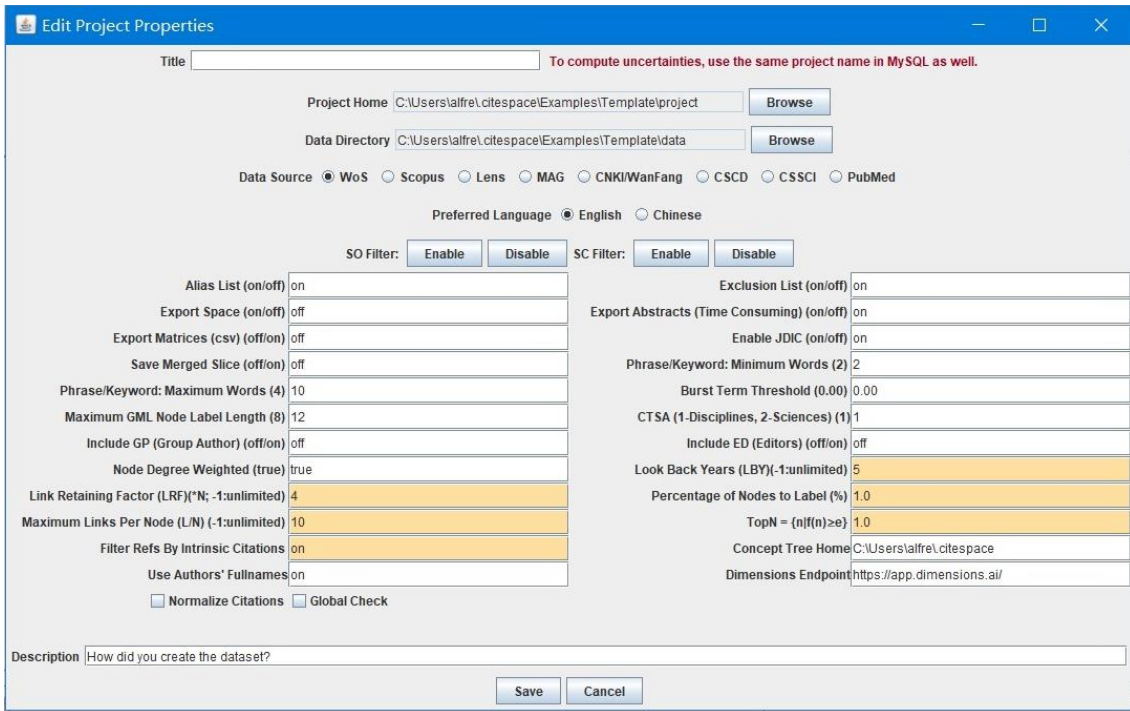 Edit Project Properties
Title To compute uncertainties, use the same project name in MySQL as well.
Project Home C:\Users\alfre\.citespace\Examples\Template\project Browse
Data Directory C:\Users\alfre\.citespace\Examples\Template\data Browse
Data Source WoS Scopus Lens MAG CNKI/WanFang CSCD CSSCI PubMed
Preferred Language English Chinese
SO Filter: Enable Disable SC Filter: Enable Disable
Alias List (on/off) on Exclusion List (on/off) on
Export Space (on/off) off Export Abstracts (Time Consuming) (on/off) on
Export Matrices (csv) (off/on) off Enable JDIC (on/off) on
Save Merged Slice (off/on) off Phrase/Keyword: Minimum Words (2) 2
Phrase/Keyword: Maximum Words (4) 10 Burst Term Threshold (0.00) 0.00
Maximum GML Node Label Length (8) 12 CTSA (1-Disciplines, 2-Sciences) (1) 1
Include GP (Group Author) (off/on) off Include ED (Editors) (off/on) off
Node Degree Weighted (true) true Look Back Years (LBY)(-1:unlimited) 5
Link Retaining Factor (LRF)(*N; -1:unlimited) 4 Percentage of Nodes to Label (%) 1.0
Maximum Links Per Node (L/N) (-1:unlimited) 10 TopN = {n|f(n)≥e} 1.0
Filter Refs By Intrinsic Citations on Concept Tree Home C:\Users\alfre\.citespace
Use Authors' Fullnames on Dimensions Endpoint https://app.dimensions.ai/
Normalize Citations Global Check
Description How did you create the dataset?
Save Cancel